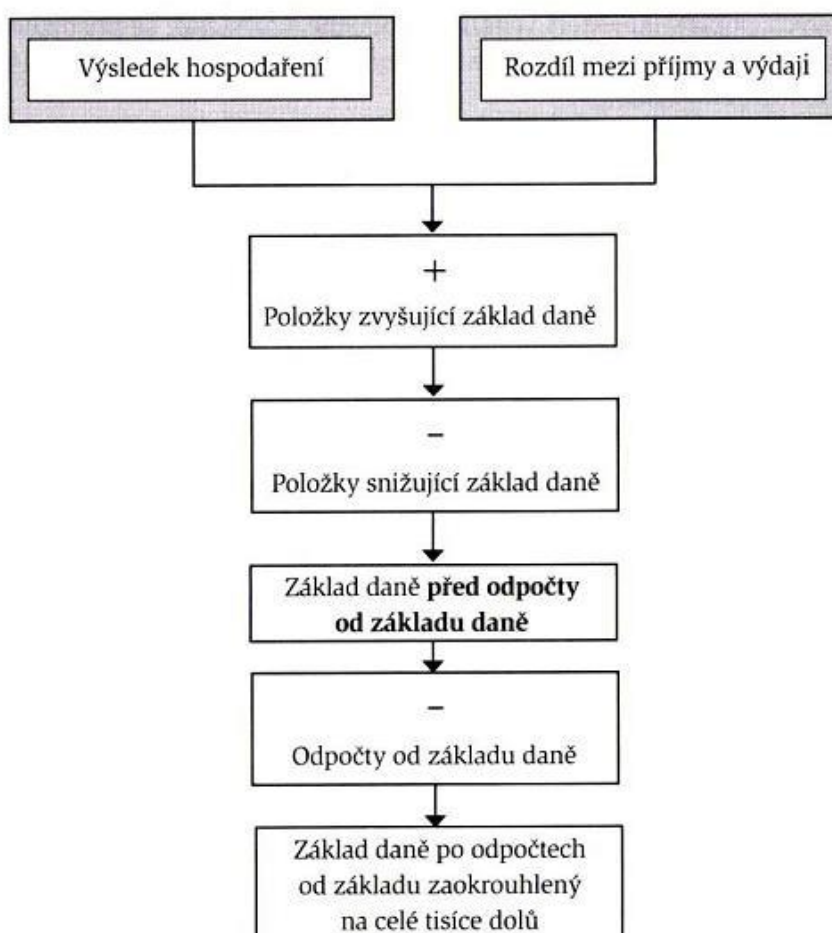 Výsledek hospodaření
Rozdíl mezi příjmy a výdaji
+
Položky zvyšující základ daně
–
Položky snižující základ daně
Základ daně před odpočty
od základu daně
–
Odpočty od základu daně
Základ daně po odpočtech
od základu zaokrouhlený
na celé tisíce dolů